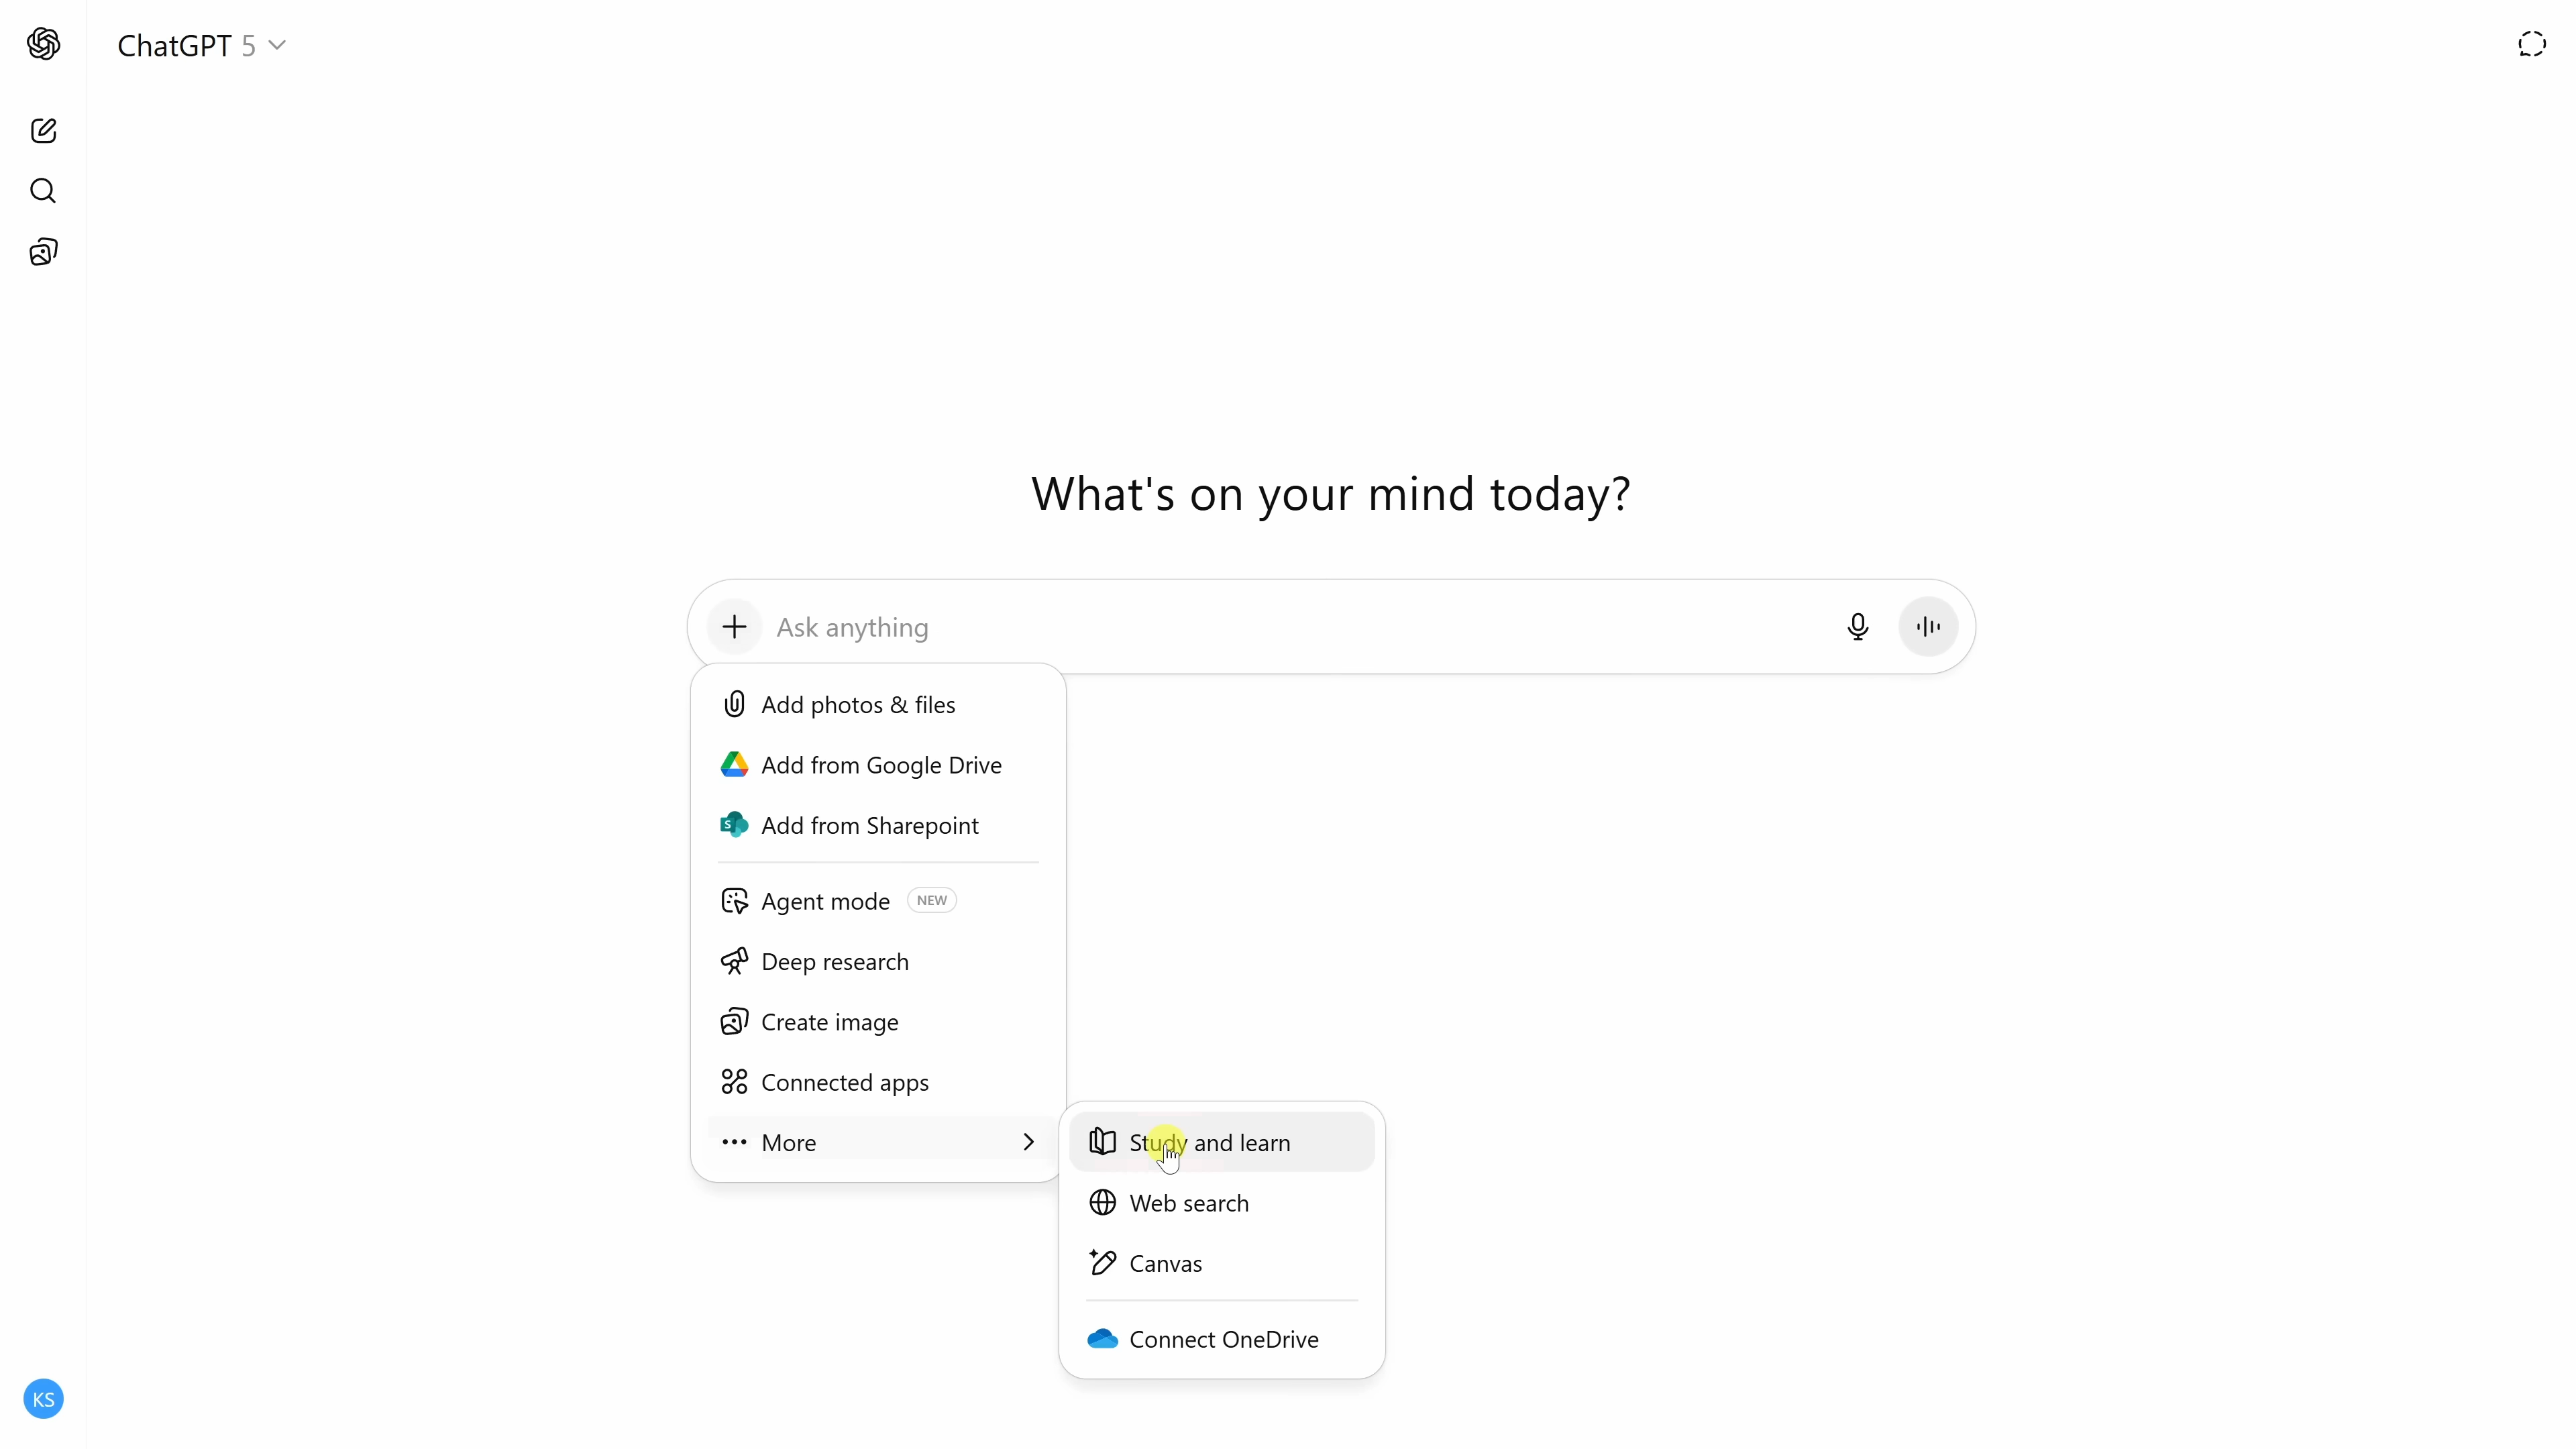 ChatGPT 5
What's on your mind today?
Ask anything
Add photos & files
Add from Google Drive
S Add from Sharepoint
Agent mode NEW
Deep research
Create image
Connected apps
More
Study and learn
Web search
Canvas
Connect OneDrive
KS